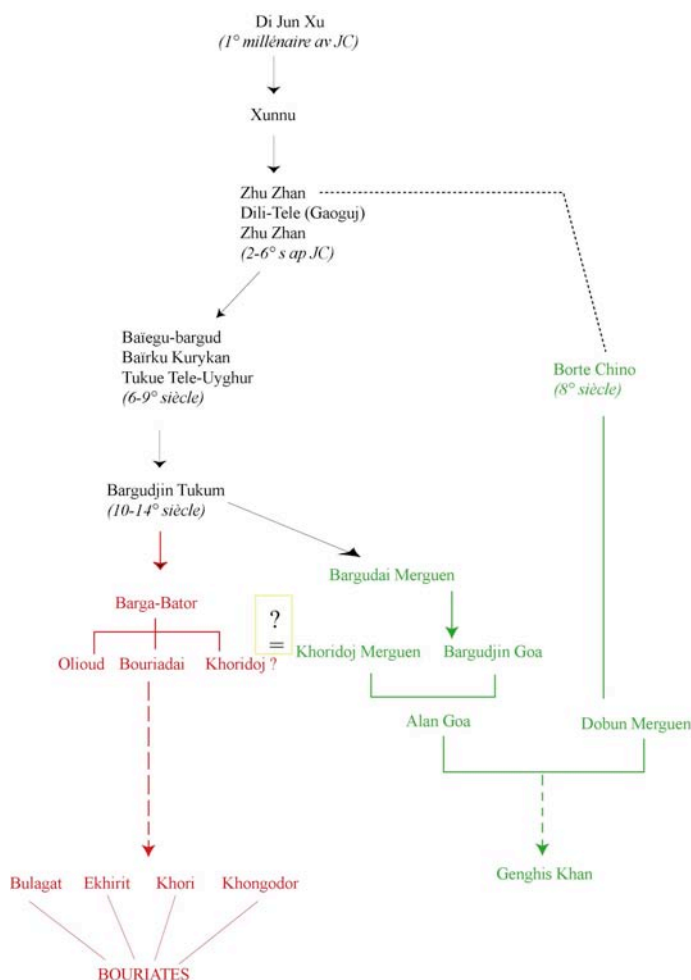 Di Jun Xu
(1° millénaire av JC)
Xunnu
Zhu Zhan
Dili-Tele (Gaoguj)
Zhu Zhan
(2-6° s ap JC)
Baïegu-bargud
Baïrku Kurykan
Tukue Tele-Uyghur
(6-9° siècle)
Borte Chino
(8° siècle)
Bargudjin Tukum
(10-14° siècle)
Bargudai Merguen
Barga-Bator
?
=
Olioud Bouriadai Khoridoj ?
Khoridoj Merguen Bargudjin Goa
Alan Goa Dobun Merguen
Genghis Khan
Bulagat Ekhirit Khori Khongodor
BOURIATES